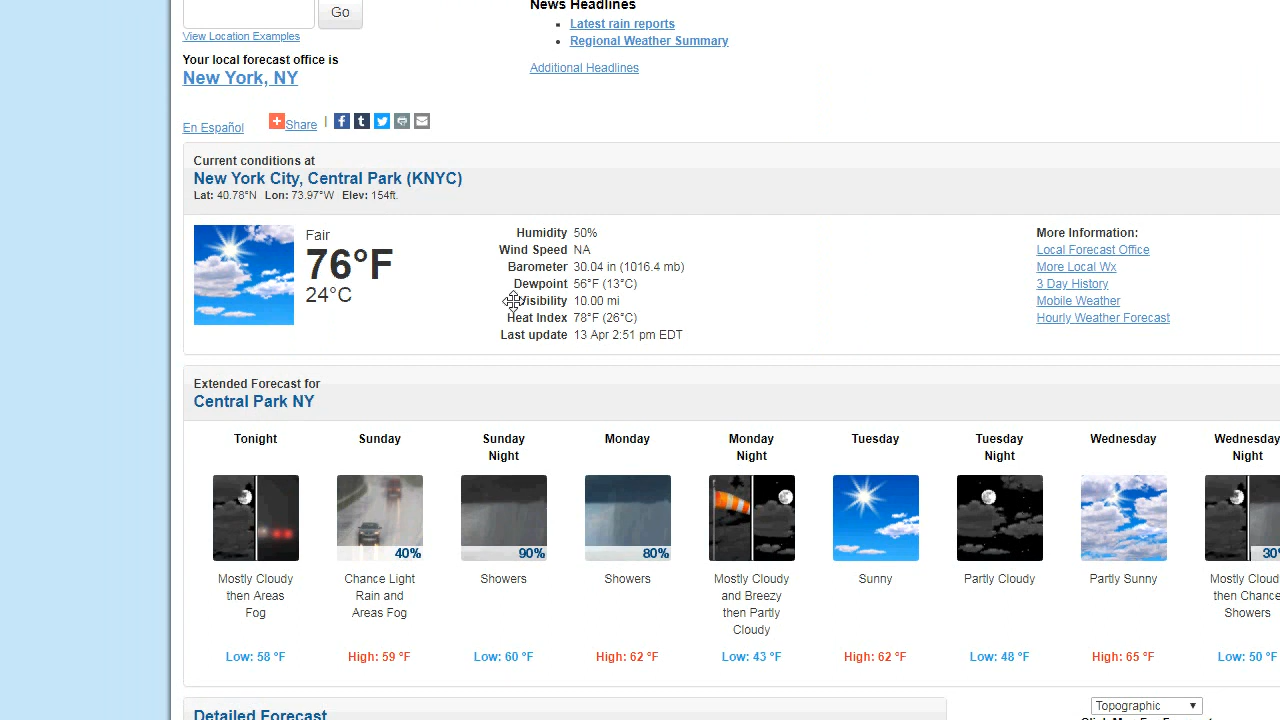 News Headlines
Go
Latest rain reports
View Location Examples
Regional Weather Summary
Your local forecast office is
New York, NY
Additional Headlines
En Español
Share |
Current conditions at
New York City, Central Park (KNYC)
Lat: 40.78°N Lon: 73.97°W Elev: 154ft.
Fair
76°F
24°C
Humidity 50%
Wind Speed NA
Barometer 30.04 in (1016.4 mb)
Dewpoint 56°F (13°C)
Visibility 10.00 mi
Heat Index 78°F (26°C)
Last update 13 Apr 2:51 pm EDT
More Information:
Local Forecast Office
More Local Wx
3 Day History
Mobile Weather
Hourly Weather Forecast
Extended Forecast for
Central Park NY
Tonight
Mostly Cloudy
then Areas
Fog
Low: 58 °F
Sunday
40%
Chance Light
Rain and
Areas Fog
High: 59 °F
Sunday
Night
90%
Showers
Low: 60 °F
Monday
80%
Showers
High: 62 °F
Monday
Night
Mostly Cloudy
and Breezy
then Partly
Cloudy
Low: 43 °F
Tuesday
Sunny
High: 62 °F
Tuesday
Night
Partly Cloudy
Low: 48 °F
Wednesday
Partly Sunny
High: 65 °F
Wednesday
Night
30%
Mostly Cloudy
then Chance
Showers
Low: 50 °F
Detailed Forecast
Topographic